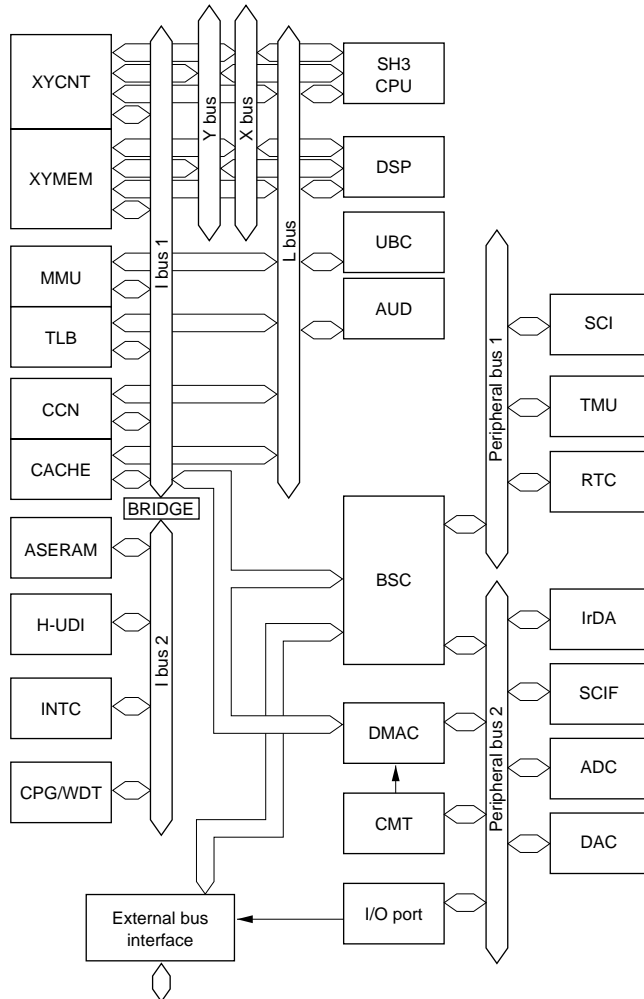 XYCNT
XYMEM
MMU
TLB
CCN
CACHE
BRIDGE
ASERAM
H-UDI
INTC
CPG/WDT
I bus 1
I bus 2
Y bus
X bus
L bus
SH3
CPU
DSP
UBC
AUD
BSC
DMAC
CMT
I/O port
External bus
interface
Peripheral bus 1
Peripheral bus 2
SCI
TMU
RTC
IrDA
SCIF
ADC
DAC